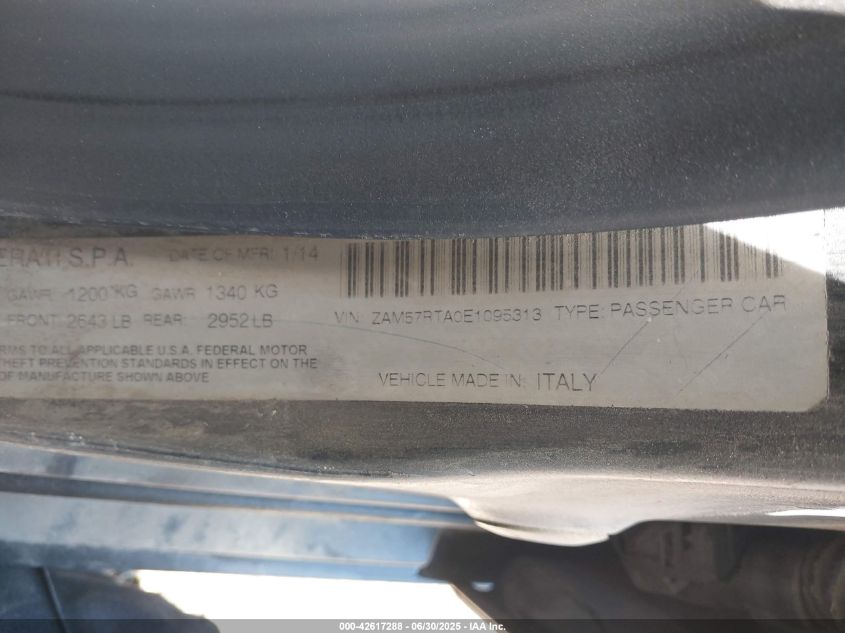 ERATI S.P.A. DATE OF MFR: 1/14
GAWR 1200 KG GAWR 1340 KG
FRONT: 2643 LB REAR: 2952 LB
VIN: ZAM57RTA0E1095313 TYPE: PASSENGER CAR
RMS TO ALL APPLICABLE U.S.A. FEDERAL MOTOR
THEFT PREVENTION STANDARDS IN EFFECT ON THE
OF MANUFACTURE SHOWN ABOVE
VEHICLE MADE IN: ITALY
000-42617288 - 06/30/2025 - IAA Inc.